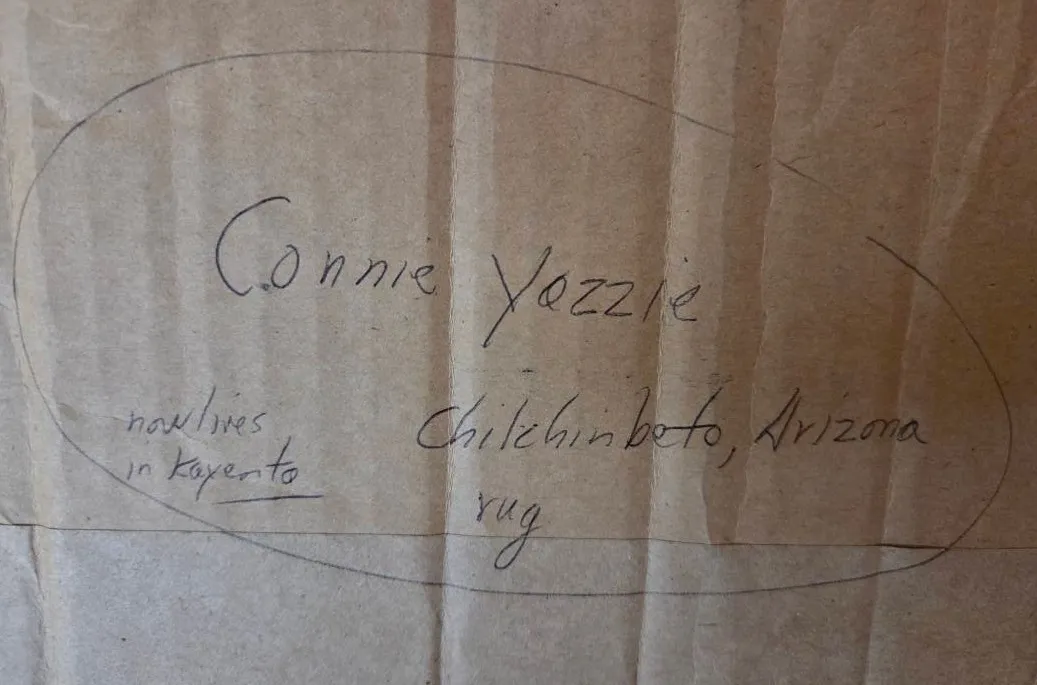 Connie Yazzie
Chilchinbeto, Arizona
rug
now lives
in Kayenta